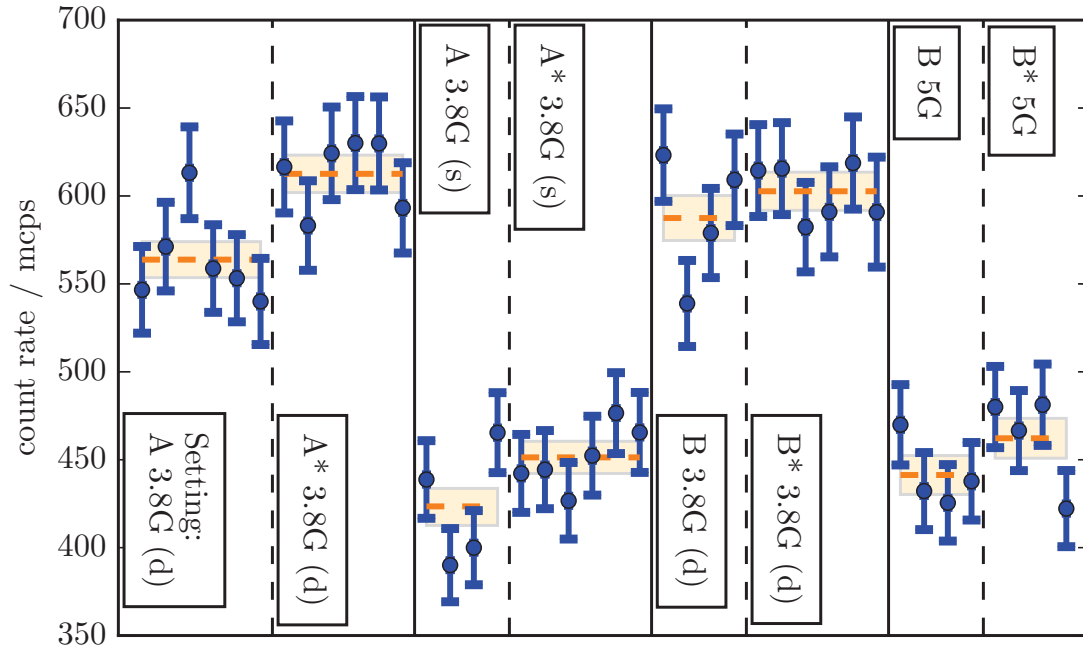 count rate / mcps
700
650
600
550
500
450
400
350
Setting:
A 3.8G (d)
A* 3.8G (d)
A 3.8G (s)
A* 3.8G (s)
B 3.8G (d)
B* 3.8G (d)
B 5G
B* 5G